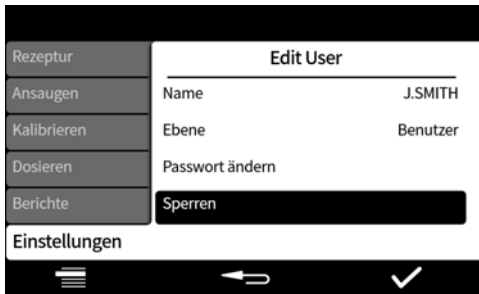 Rezeptur
Ansaugen
Kalibrieren
Dosieren
Berichte
Einstellungen
Edit User
Name J.SMITH
Ebene Benutzer
Passwort ändern
Sperren